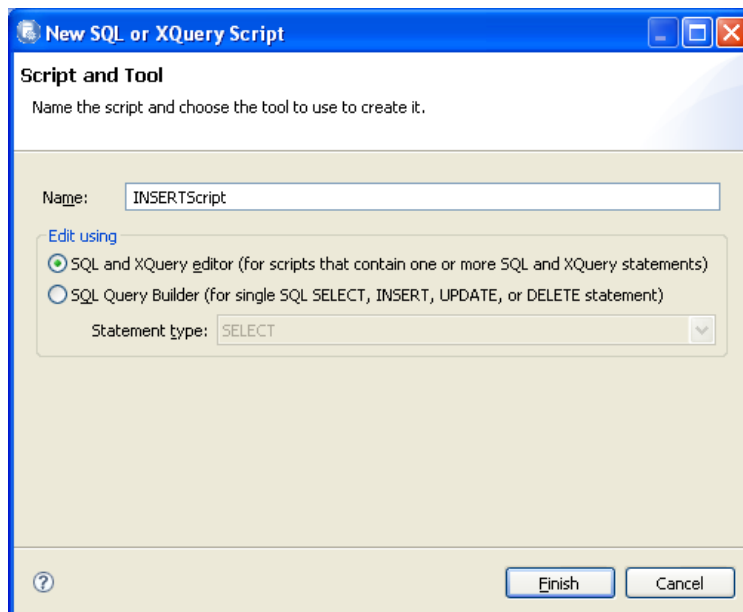 New SQL or XQuery Script
Script and Tool
Name the script and choose the tool to use to create it.
Name: INSERTScript
Edit using
SQL and XQuery editor (for scripts that contain one or more SQL and XQuery statements)
SQL Query Builder (for single SQL SELECT, INSERT, UPDATE, or DELETE statement)
Statement type: SELECT
?
Finish Cancel